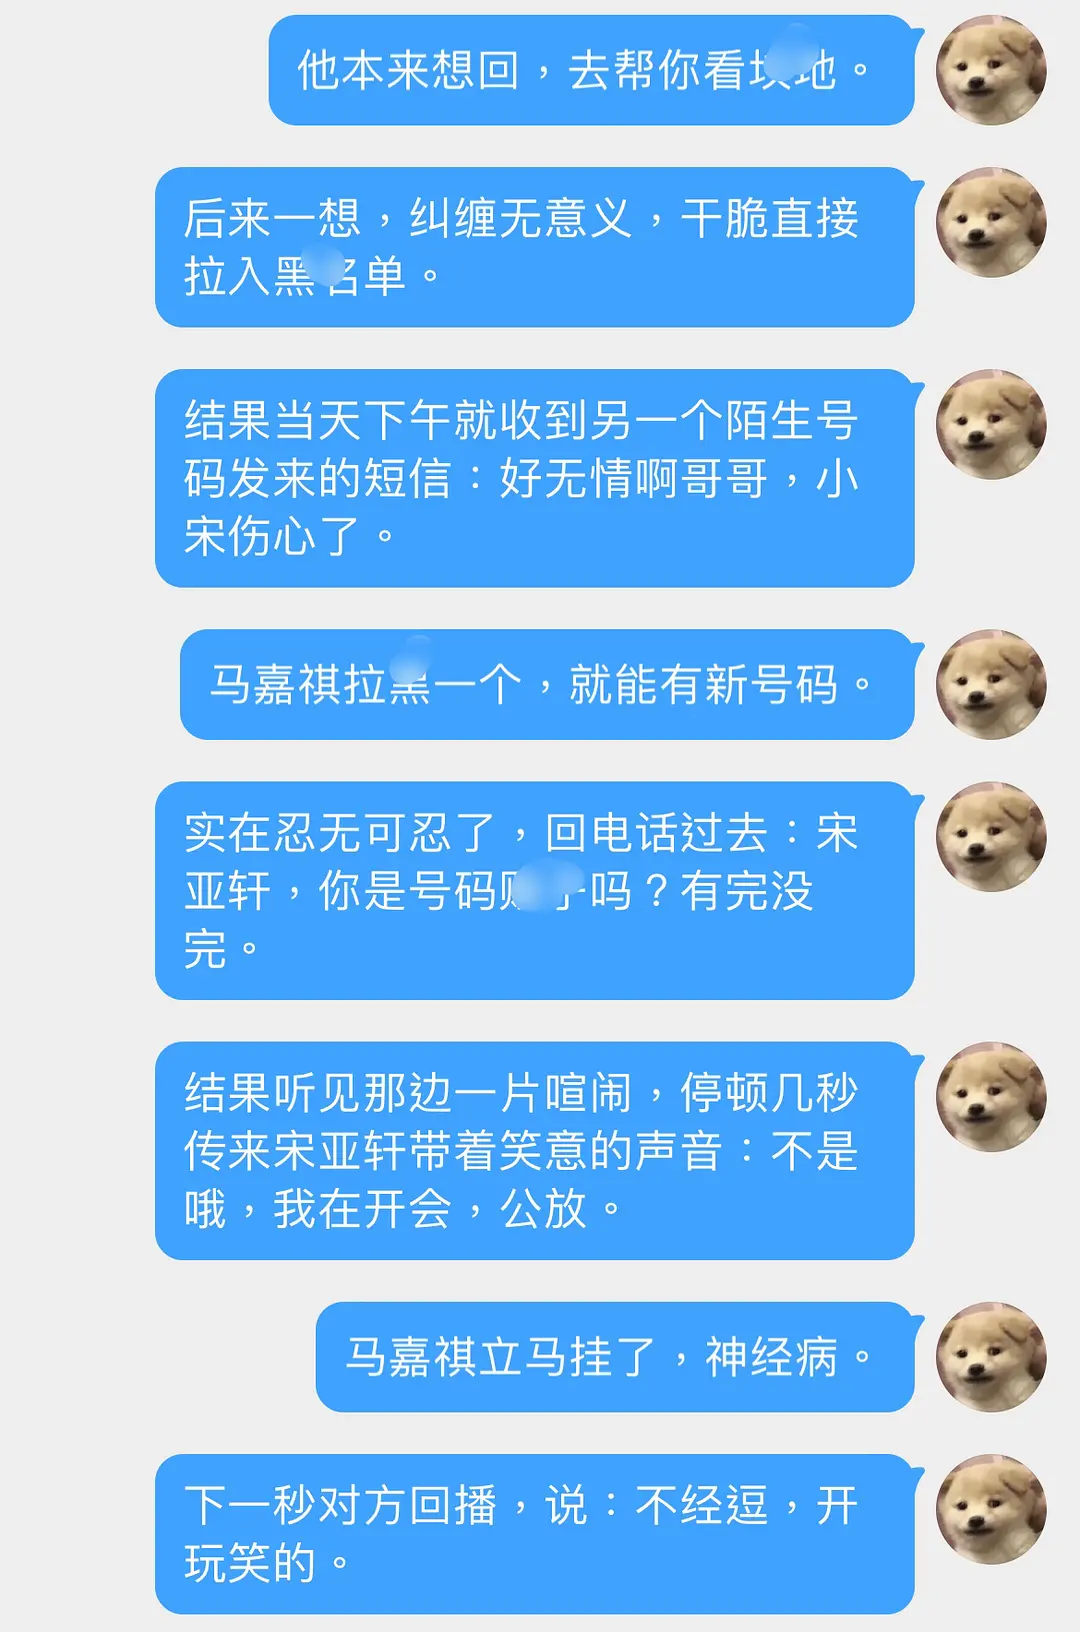 他本来想回，去帮你看坟地。
后来一想，纠缠无意义，干脆直接
拉入黑名单。
结果当天下午就收到另一个陌生号
码发来的短信：好无情啊哥哥，小
宋伤心了。
马嘉祺拉黑一个，就能有新号码。
实在忍无可忍了，回电话过去：宋
亚轩，你是号码贩子吗？有完没
完。
结果听见那边一片喧闹，停顿几秒
传来宋亚轩带着笑意的声音：不是
哦，我在开会，公放。
马嘉祺立马挂了，神经病。
下一秒对方回播，说：不经逗，开
玩笑的。